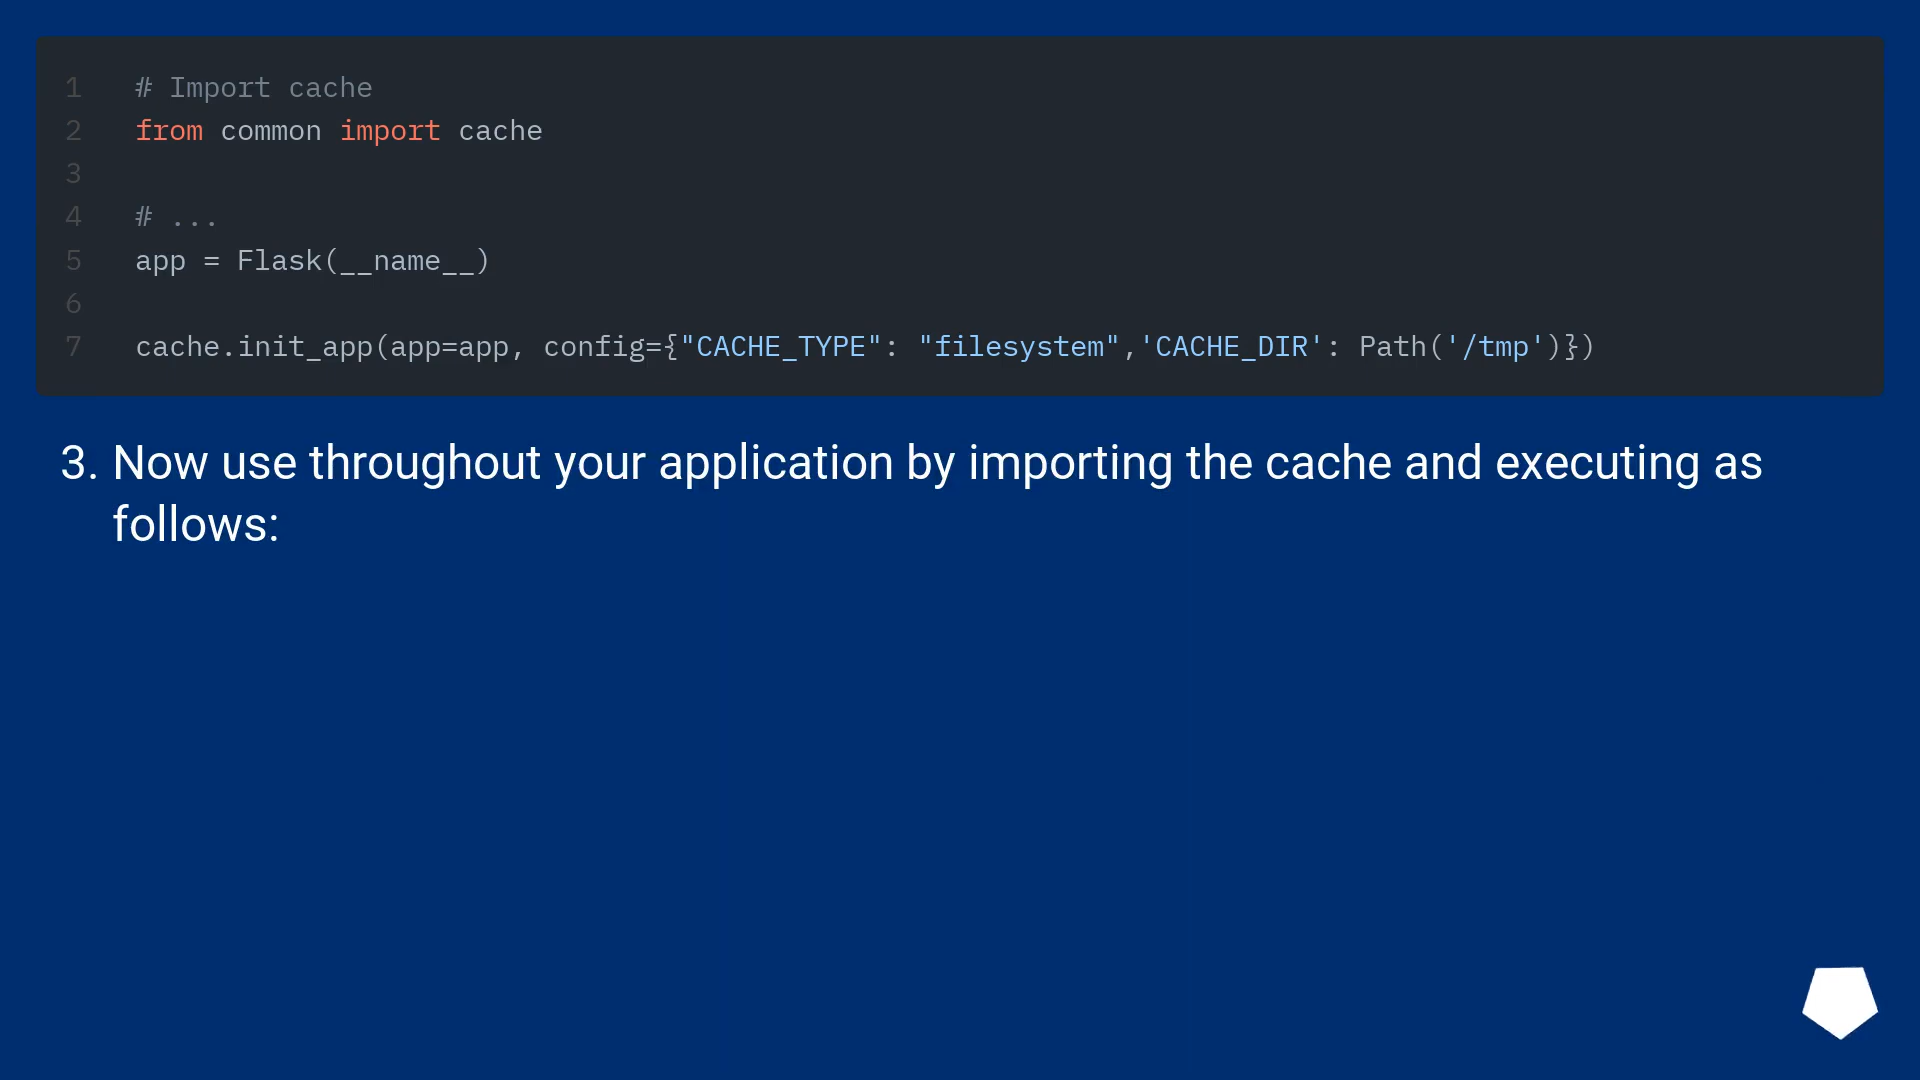 1 # Import cache
2 from common import cache
3
4 # ...
5 app = Flask(__name__)
6
7 cache.init_app(app=app, config={"CACHE_TYPE": "filesystem",'CACHE_DIR': Path('/tmp')})
3. Now use throughout your application by importing the cache and executing as
follows: